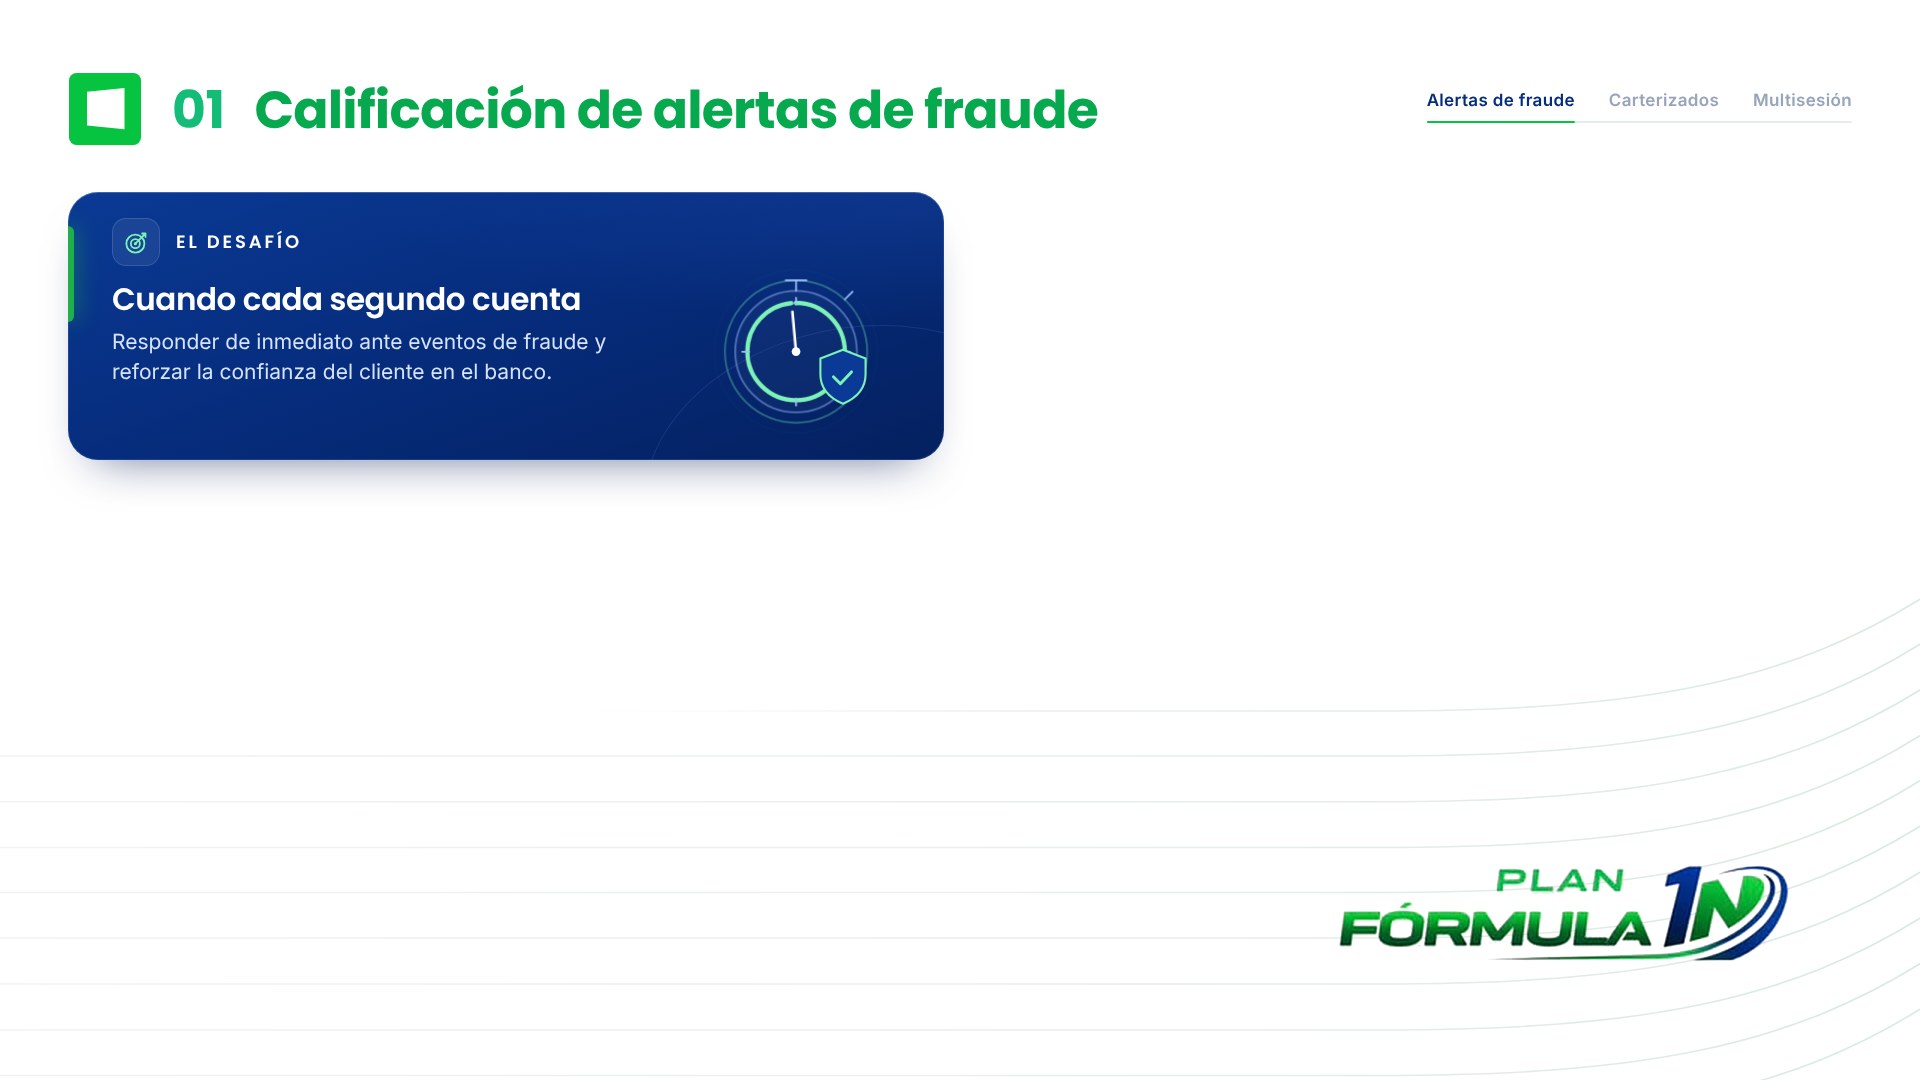 01 Calificación de alertas de fraude
Alertas de fraude Carterizados Multisesión
EL DESAFÍO
Cuando cada segundo cuenta
Responder de inmediato ante eventos de fraude y
reforzar la confianza del cliente en el banco.
PLAN
FÓRMULA 1N